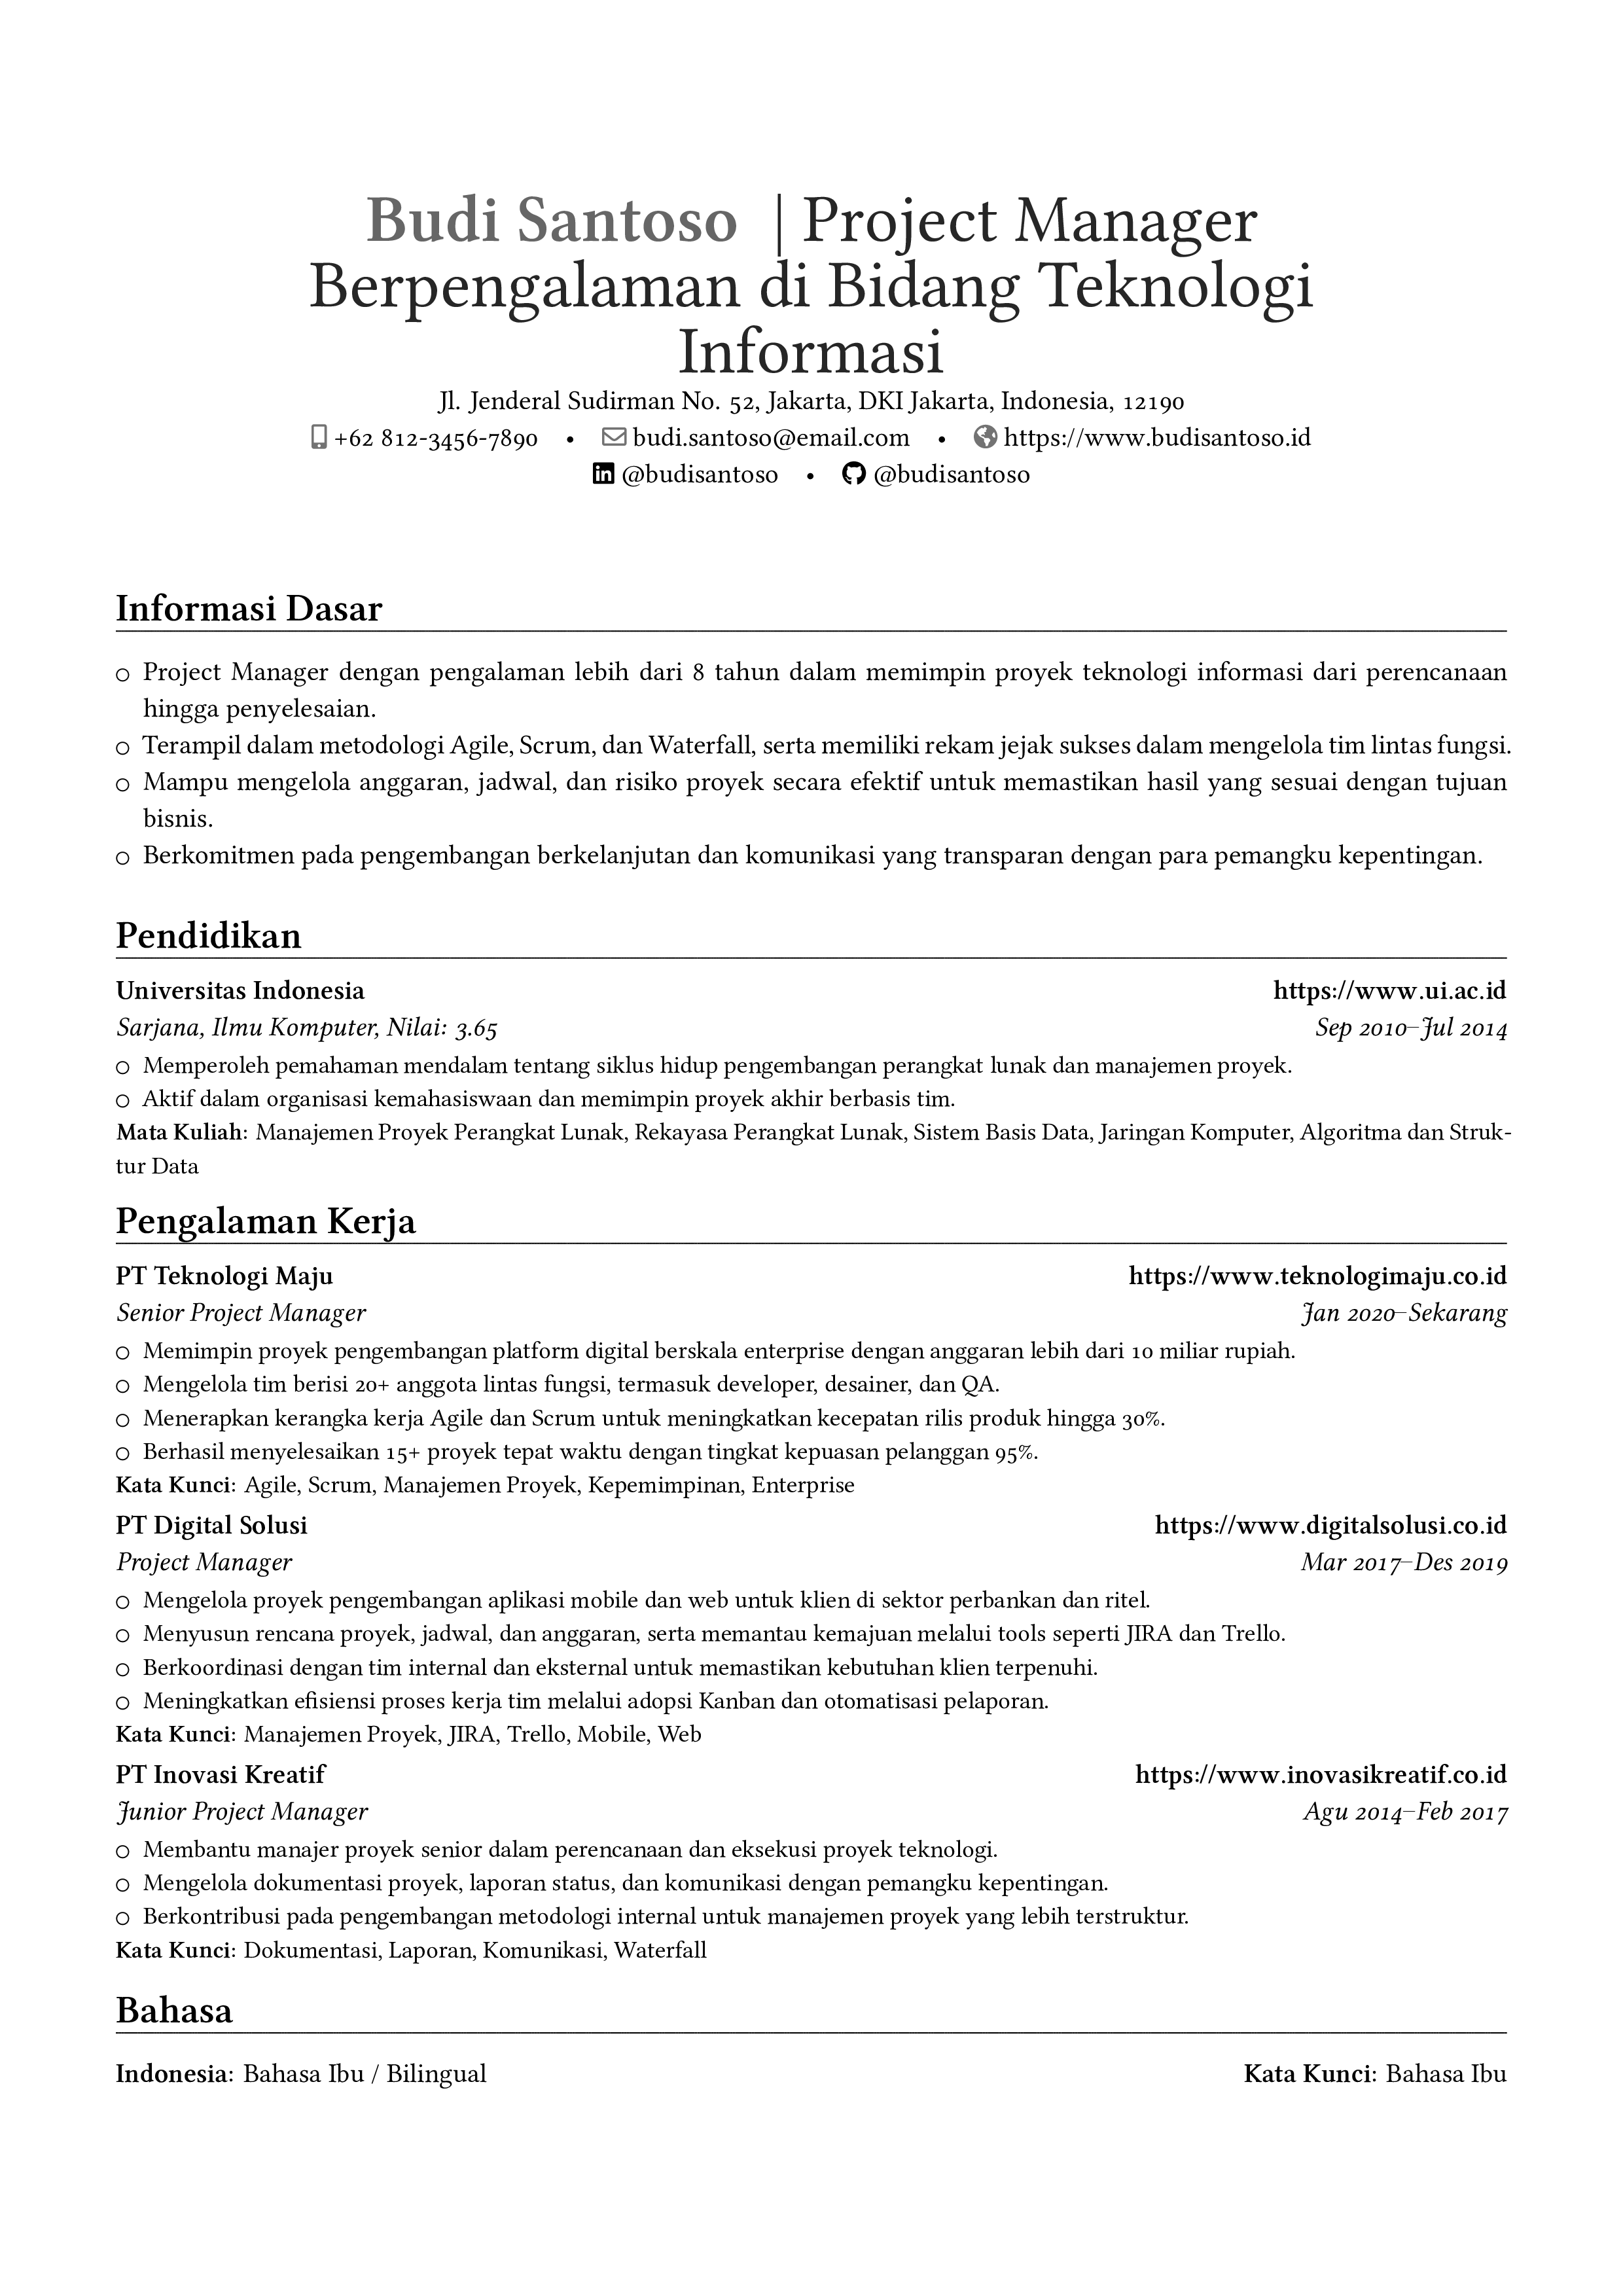 Budi Santoso | Project Manager
Berpengalaman di Bidang Teknologi
Informasi
Jl. Jenderal Sudirman No. 52, Jakarta, DKI Jakarta, Indonesia, 12190
+62 812-3456-7890 • budi.santoso@email.com • https://www.budisantoso.id
@budisantoso • @budisantoso
Informasi Dasar
○ Project Manager dengan pengalaman lebih dari 8 tahun dalam memimpin proyek teknologi informasi dari perencanaan
hingga penyelesaian.
○ Terampil dalam metodologi Agile, Scrum, dan Waterfall, serta memiliki rekam jejak sukses dalam mengelola tim lintas fungsi.
○ Mampu mengelola anggaran, jadwal, dan risiko proyek secara efektif untuk memastikan hasil yang sesuai dengan tujuan
bisnis.
○ Berkomitmen pada pengembangan berkelanjutan dan komunikasi yang transparan dengan para pemangku kepentingan.
Pendidikan
Universitas Indonesia https://www.ui.ac.id
Sarjana, Ilmu Komputer, Nilai: 3.65 Sep 2010–Jul 2014
○ Memperoleh pemahaman mendalam tentang siklus hidup pengembangan perangkat lunak dan manajemen proyek.
○ Aktif dalam organisasi kemahasiswaan dan memimpin proyek akhir berbasis tim.
Mata Kuliah: Manajemen Proyek Perangkat Lunak, Rekayasa Perangkat Lunak, Sistem Basis Data, Jaringan Komputer, Algoritma dan Struk-
tur Data
Pengalaman Kerja
PT Teknologi Maju https://www.teknologimaju.co.id
Senior Project Manager Jan 2020–Sekarang
○ Memimpin proyek pengembangan platform digital berskala enterprise dengan anggaran lebih dari 10 miliar rupiah.
○ Mengelola tim berisi 20+ anggota lintas fungsi, termasuk developer, desainer, dan QA.
○ Menerapkan kerangka kerja Agile dan Scrum untuk meningkatkan kecepatan rilis produk hingga 30%.
○ Berhasil menyelesaikan 15+ proyek tepat waktu dengan tingkat kepuasan pelanggan 95%.
Kata Kunci: Agile, Scrum, Manajemen Proyek, Kepemimpinan, Enterprise
PT Digital Solusi https://www.digitalsolusi.co.id
Project Manager Mar 2017–Des 2019
○ Mengelola proyek pengembangan aplikasi mobile dan web untuk klien di sektor perbankan dan ritel.
○ Menyusun rencana proyek, jadwal, dan anggaran, serta memantau kemajuan melalui tools seperti JIRA dan Trello.
○ Berkoordinasi dengan tim internal dan eksternal untuk memastikan kebutuhan klien terpenuhi.
○ Meningkatkan efisiensi proses kerja tim melalui adopsi Kanban dan otomatisasi pelaporan.
Kata Kunci: Manajemen Proyek, JIRA, Trello, Mobile, Web
PT Inovasi Kreatif https://www.inovasikreatif.co.id
Junior Project Manager Agu 2014–Feb 2017
○ Membantu manajer proyek senior dalam perencanaan dan eksekusi proyek teknologi.
○ Mengelola dokumentasi proyek, laporan status, dan komunikasi dengan pemangku kepentingan.
○ Berkontribusi pada pengembangan metodologi internal untuk manajemen proyek yang lebih terstruktur.
Kata Kunci: Dokumentasi, Laporan, Komunikasi, Waterfall
Bahasa
Indonesia: Bahasa Ibu / Bilingual Kata Kunci: Bahasa Ibu